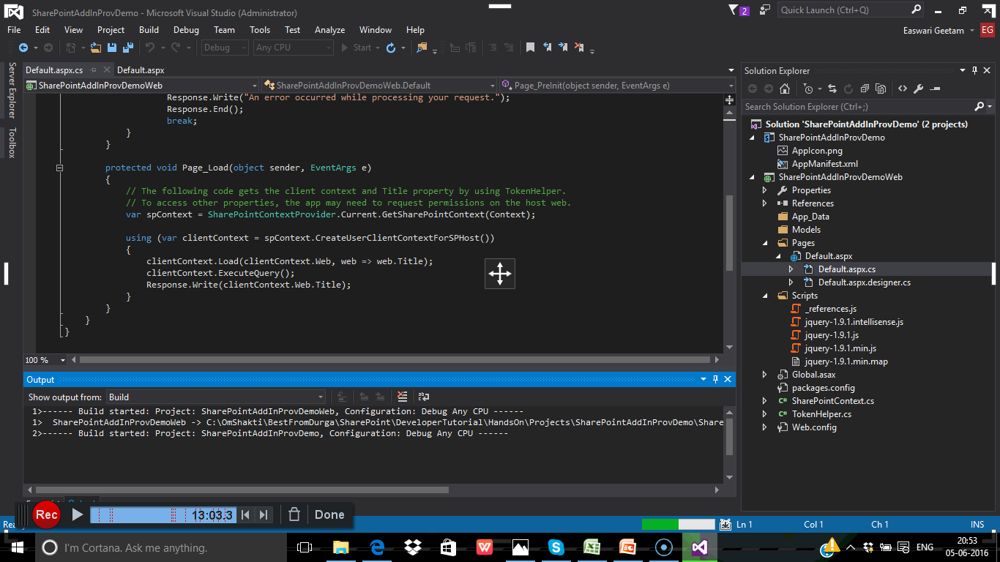 SharePointAddInProvDemo - Microsoft Visual Studio (Administrator)
2
Quick Launch (Ctrl+Q)
File Edit View Project Build Debug Team Tools Test Analyze Window Help
Easwari Geetam EG
Debug Any CPU Start
Server Explorer
Toolbox
Default.aspx.cs Default.aspx
SharePointAddInProvDemoWeb SharePointAddInProvDemoWeb.Default Page_PreInit(object sender, EventArgs e)
Response.Write("An error occurred while processing your request.");
Response.End();
break;
}
}
protected void Page_Load(object sender, EventArgs e)
{
// The following code gets the client context and Title property by using TokenHelper.
// To access other properties, the app may need to request permissions on the host web.
var spContext = SharePointContextProvider.Current.GetSharePointContext(Context);
using (var clientContext = spContext.CreateUserClientContextForSPHost())
{
clientContext.Load(clientContext.Web, web => web.Title);
clientContext.ExecuteQuery();
Response.Write(clientContext.Web.Title);
}
}
}
}
100 %
Output
Show output from: Build
1>------ Build started: Project: SharePointAddInProvDemoWeb, Configuration: Debug Any CPU ------
1> SharePointAddInProvDemoWeb -> C:\OmShakti\BestFromDurga\SharePoint\DeveloperTutorial\HandsOn\Projects\SharePointAddInProvDemo\Share
2>------ Build started: Project: SharePointAddInProvDemo, Configuration: Debug Any CPU ------
Solution Explorer
Search Solution Explorer (Ctrl+;)
Solution 'SharePointAddInProvDemo' (2 projects)
SharePointAddInProvDemo
AppIcon.png
AppManifest.xml
SharePointAddInProvDemoWeb
Properties
References
App_Data
Models
Pages
Default.aspx
Default.aspx.cs
Default.aspx.designer.cs
Scripts
_references.js
jquery-1.9.1.intellisense.js
jquery-1.9.1.js
jquery-1.9.1.min.js
jquery-1.9.1.min.map
Global.asax
packages.config
C# SharePointContext.cs
C# TokenHelper.cs
Web.config
Rec 13:03.3 Done
Ln 1 Col 1 Ch 1 INS
I'm Cortana. Ask me anything.
ENG
20:53
05-06-2016